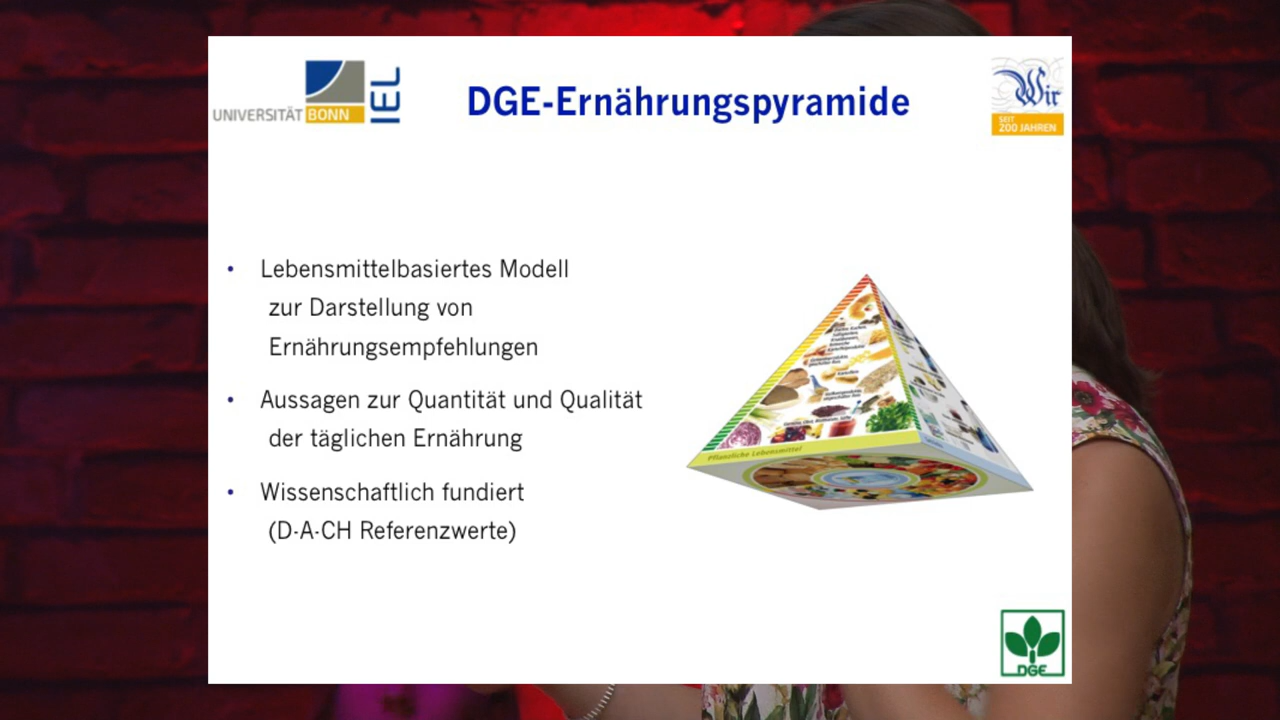 UNIVERSITÄT BONN
IEL
DGE-Ernährungspyramide
Wir
SEIT
200 JAHREN
• Lebensmittelbasiertes Modell
zur Darstellung von
Ernährungsempfehlungen
• Aussagen zur Quantität und Qualität
der täglichen Ernährung
• Wissenschaftlich fundiert
(D-A-CH Referenzwerte)
Pflanzliche Lebensmittel
DGE